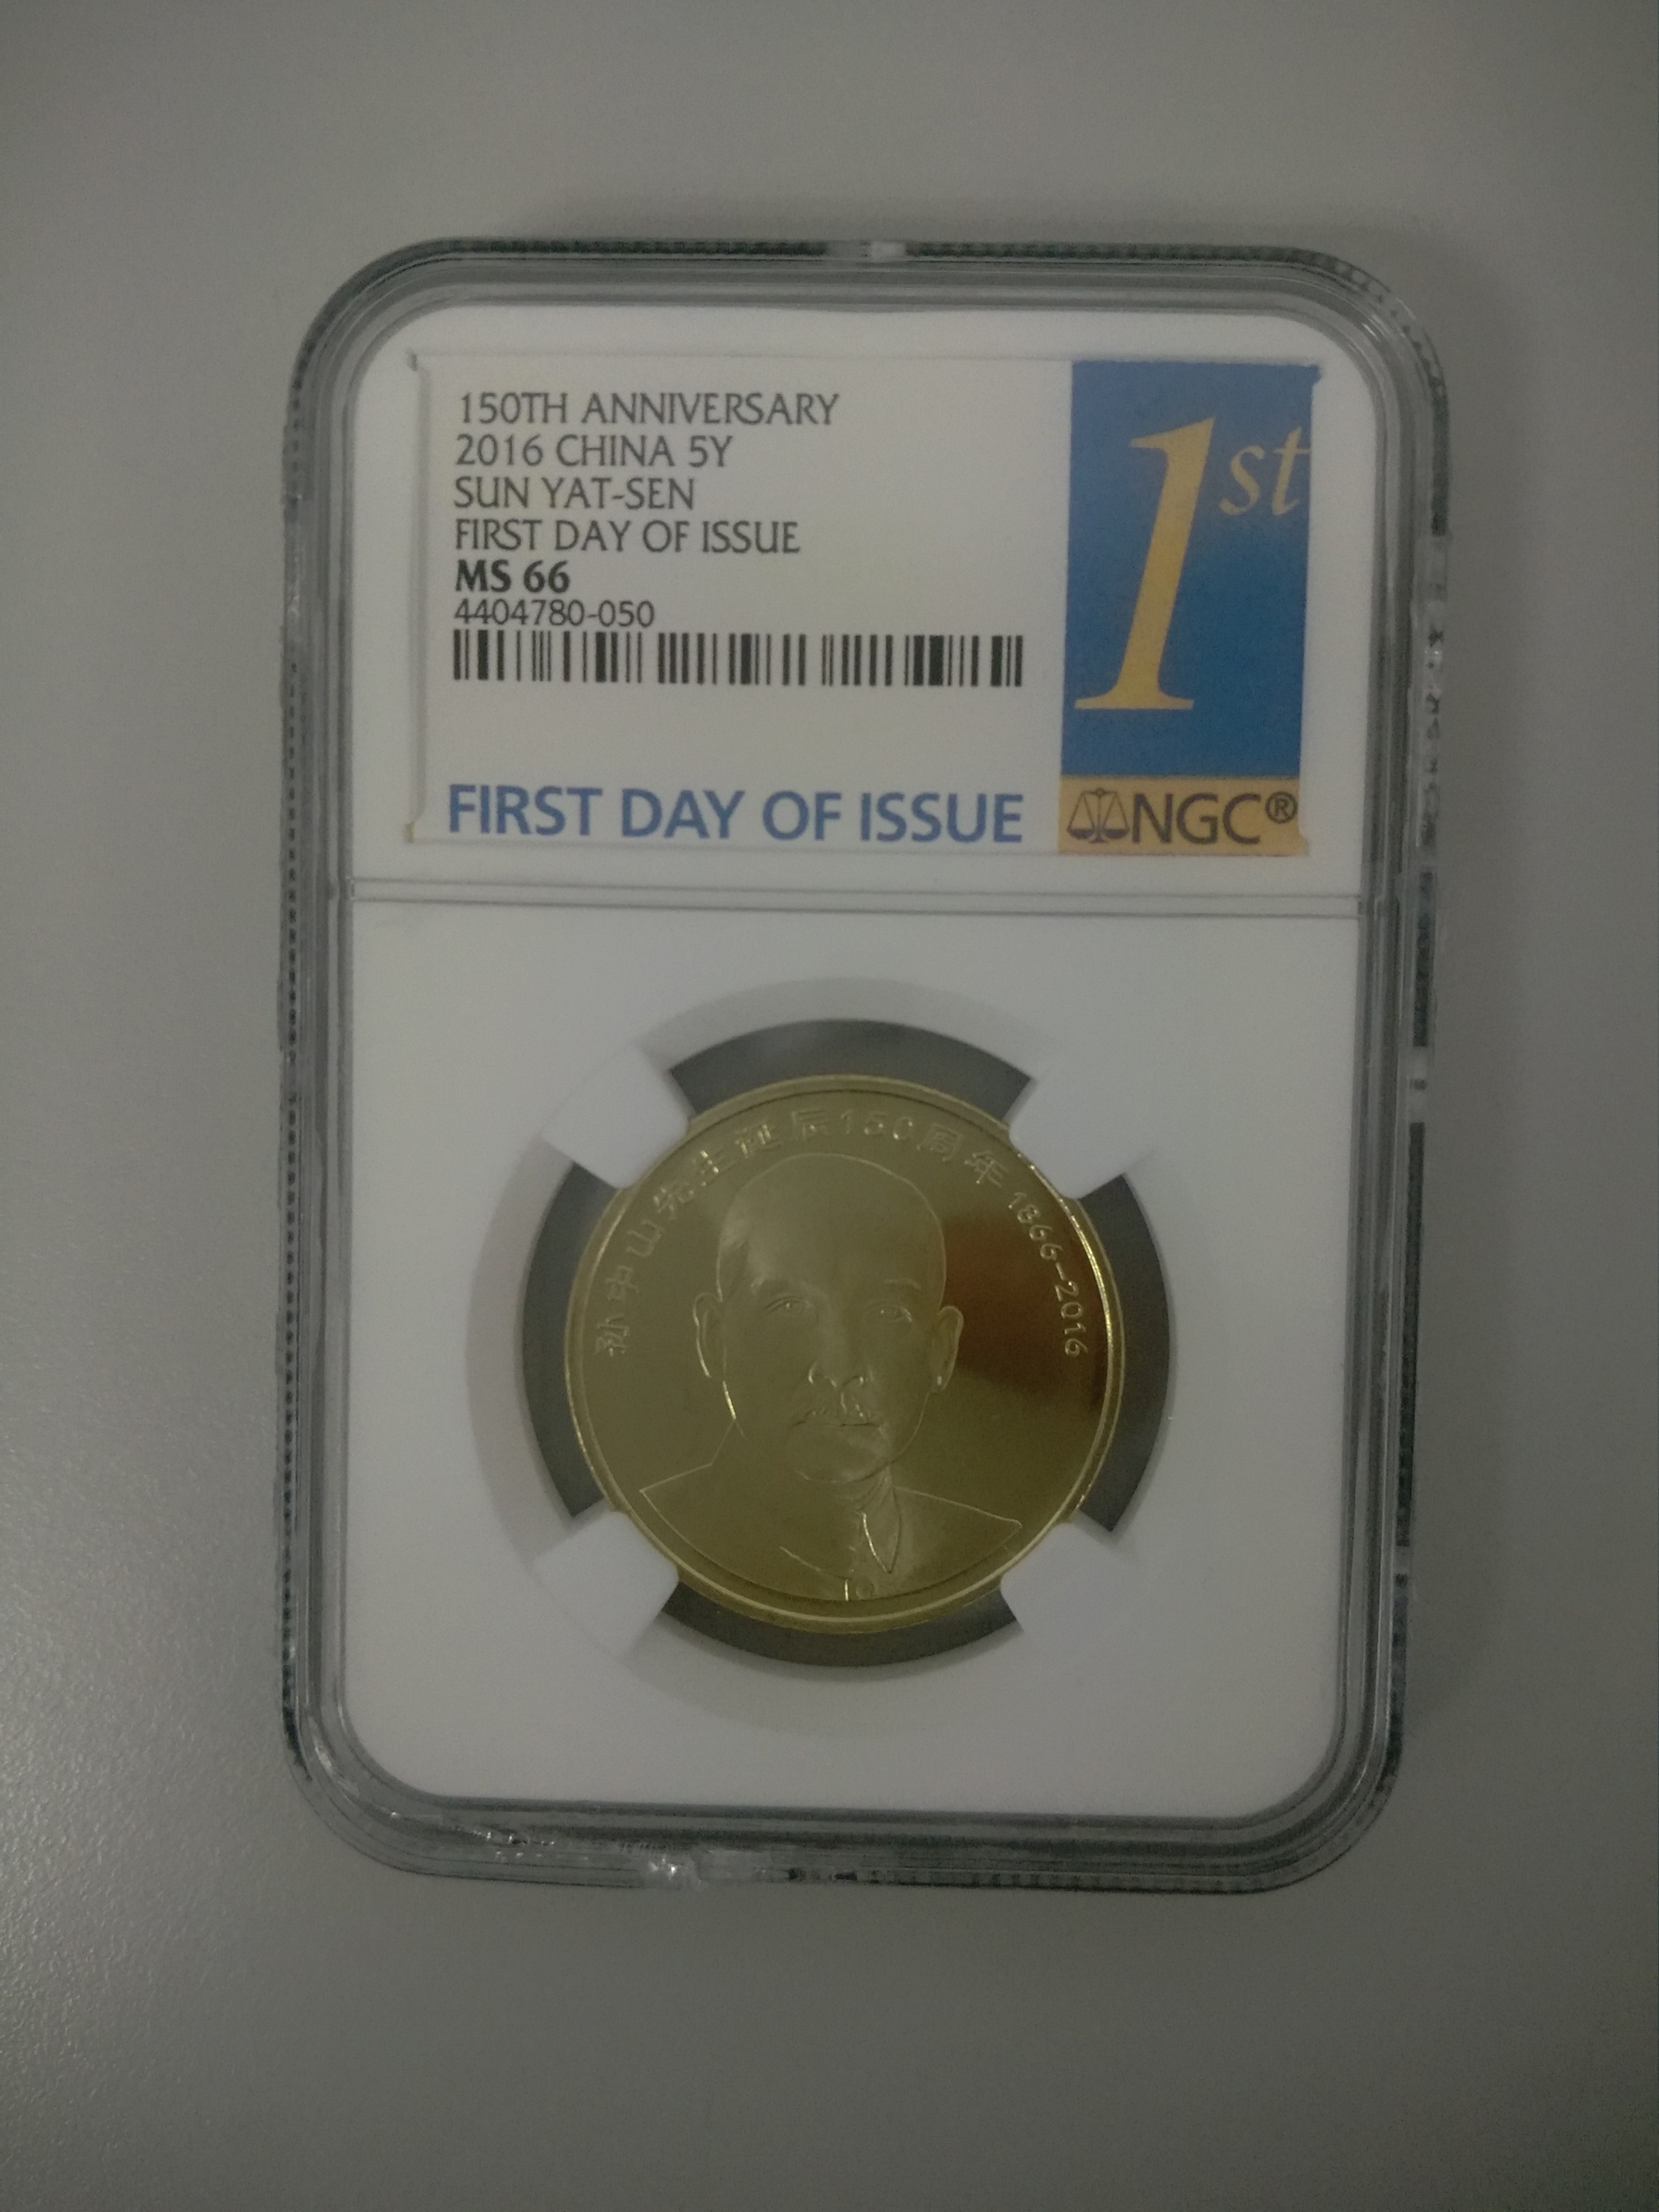 150TH ANNIVERSARY
2016 CHINA 5Y
SUN YAT-SEN
FIRST DAY OF ISSUE
MS 66
4404780-050
FIRST DAY OF ISSUE
1st
NGC®
孙中山先生诞辰150周年 1866-2016